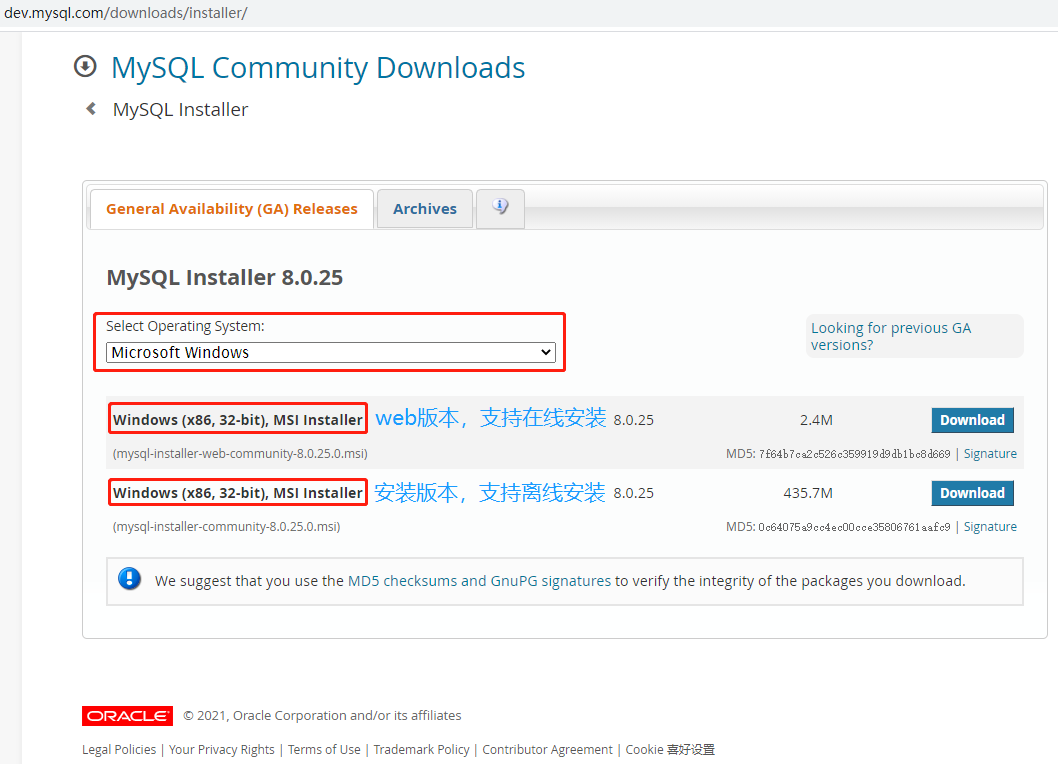 dev.mysql.com/downloads/installer/
MySQL Community Downloads
MySQL Installer
General Availability (GA) Releases
Archives
MySQL Installer 8.0.25
Select Operating System:
Microsoft Windows
Looking for previous GA
versions?
Windows (x86, 32-bit), MSI Installer web版本，支持在线安装 8.0.25 2.4M Download
(mysql-installer-web-community-8.0.25.0.msi) MD5: 7f64b7ca2c526c359919d9db1bc8d669 | Signature
Windows (x86, 32-bit), MSI Installer 安装版本，支持离线安装 8.0.25 435.7M Download
(mysql-installer-community-8.0.25.0.msi) MD5: 0c64075a9cc4ec00cce35806761aafc9 | Signature
We suggest that you use the MD5 checksums and GnuPG signatures to verify the integrity of the packages you download.
ORACLE © 2021, Oracle Corporation and/or its affiliates
Legal Policies | Your Privacy Rights | Terms of Use | Trademark Policy | Contributor Agreement | Cookie 喜好设置